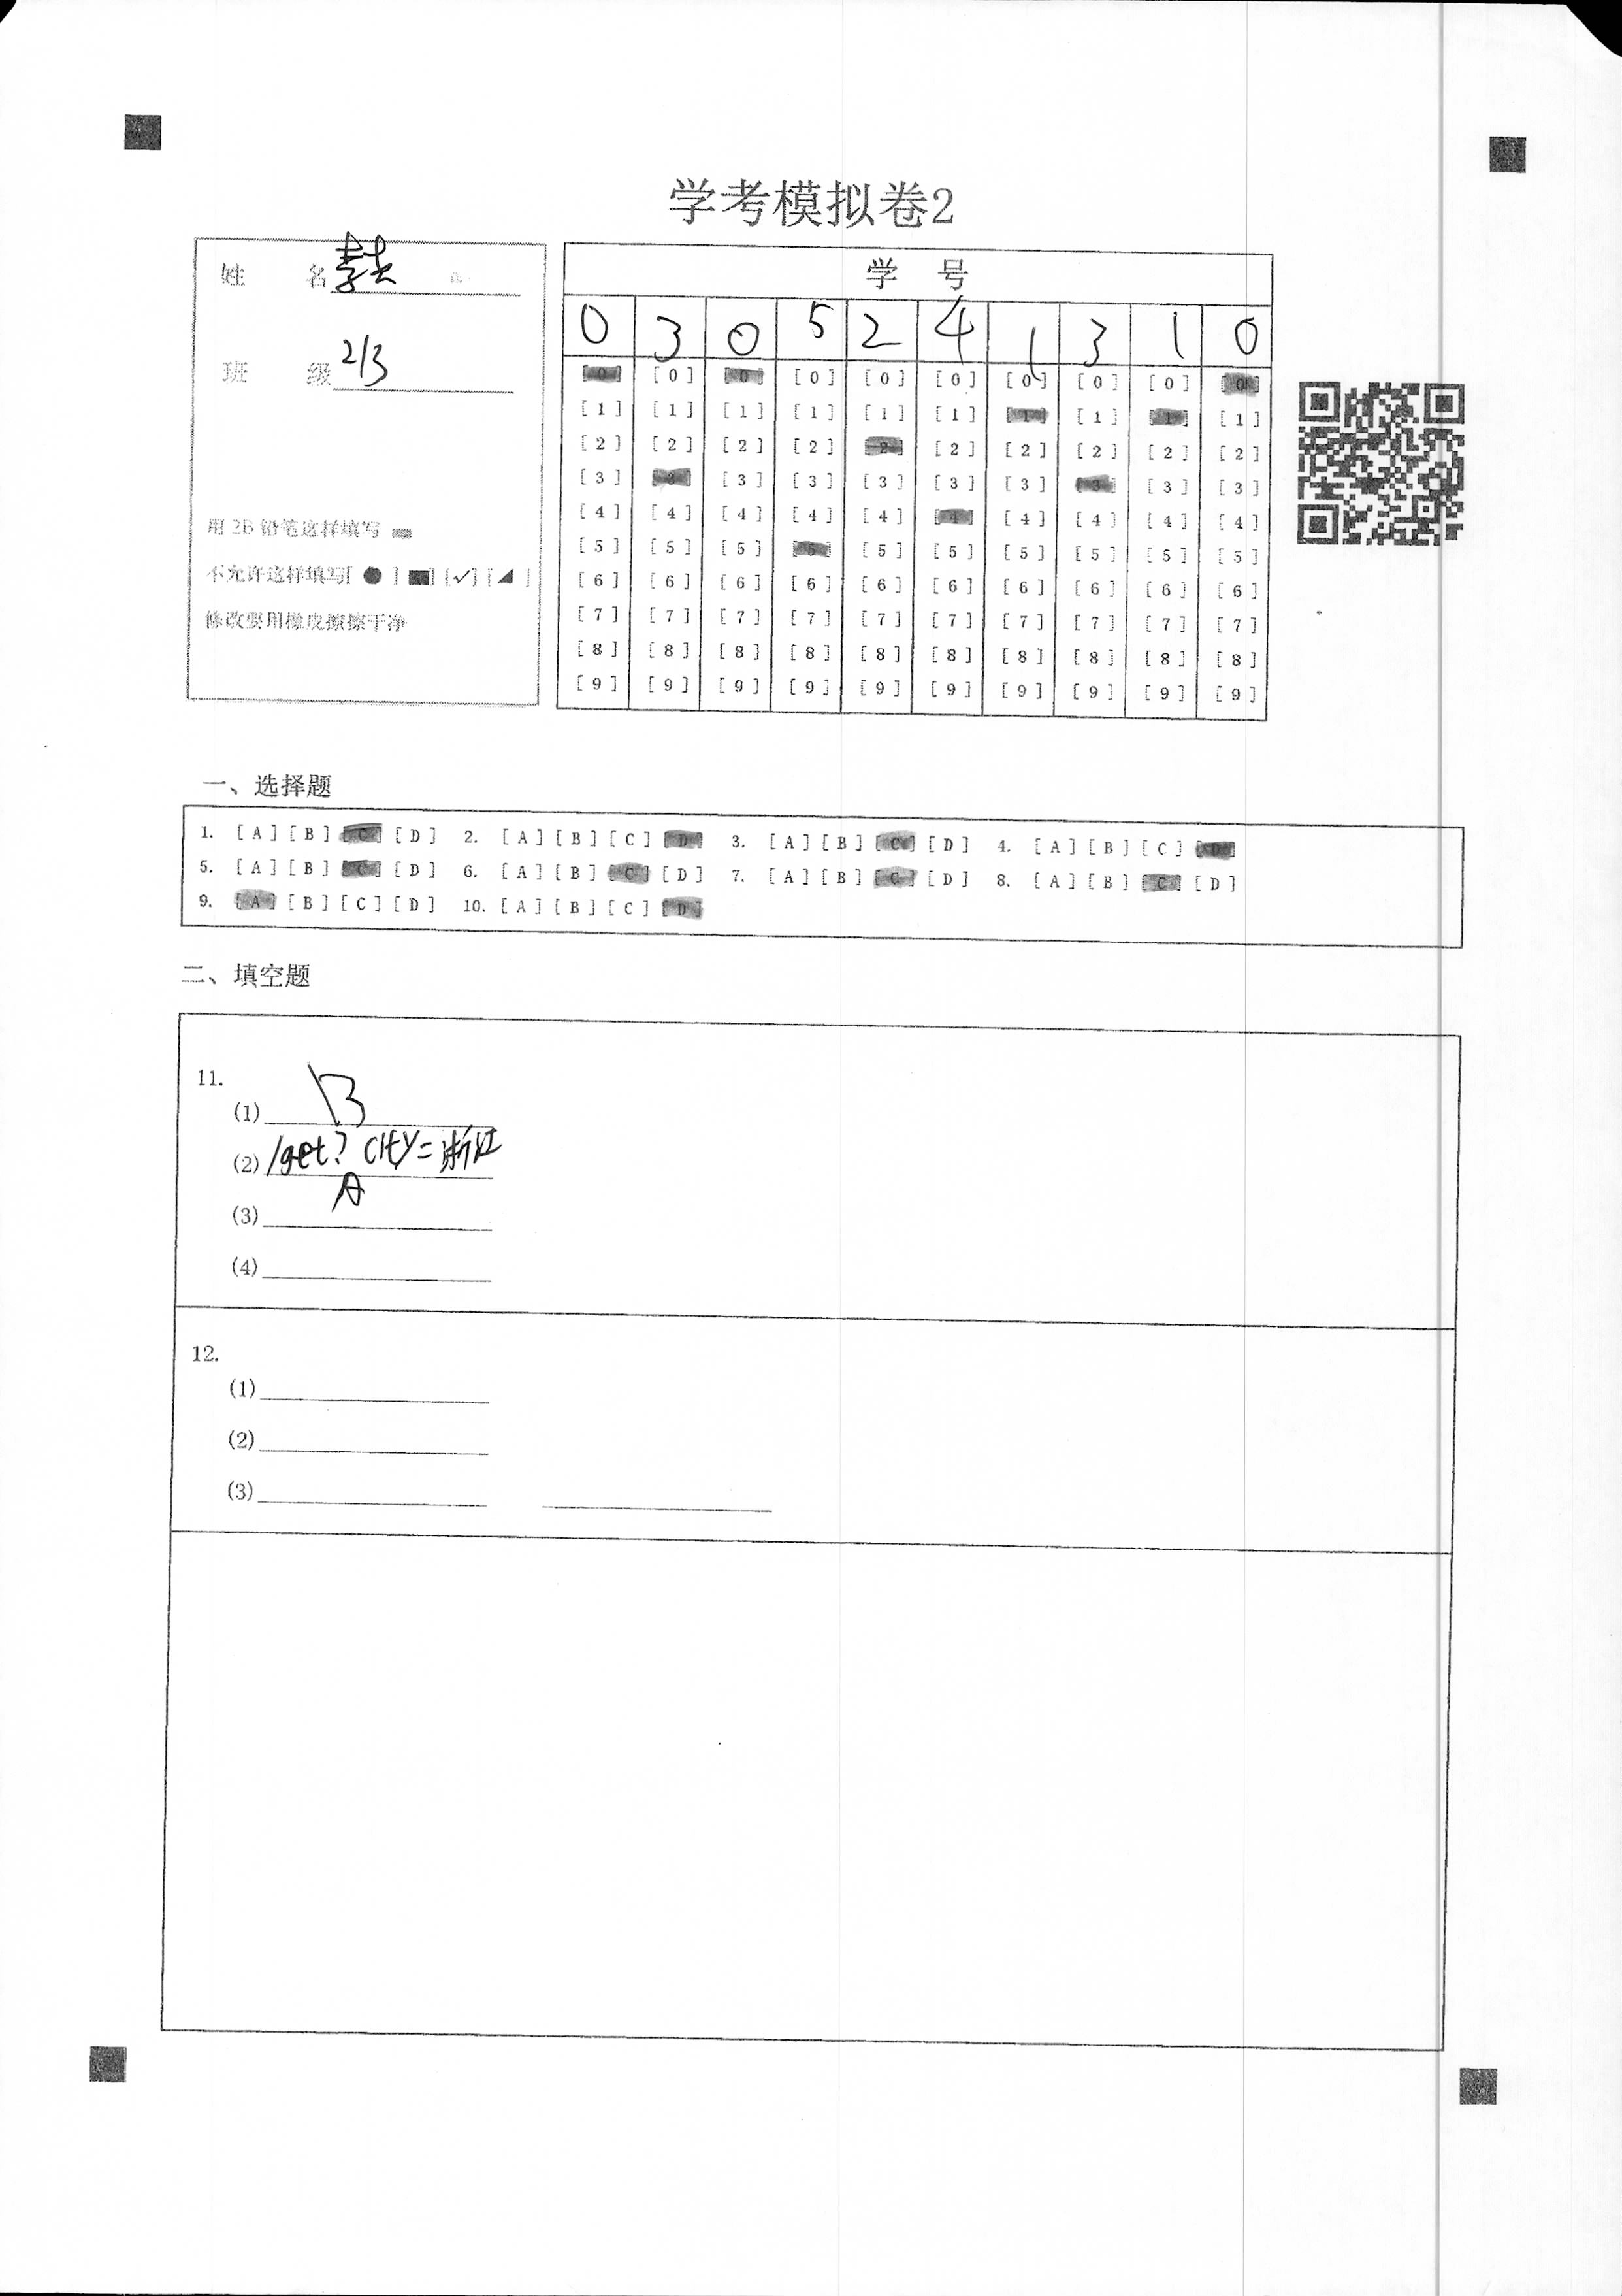 学考模拟卷2
姓 名
班 级 213
用 2B 铅笔这样填写
不允许这样填写[ ● ] [■] [✓] [◢ ]
修改要用橡皮擦擦干净
学 号
0 3 0 5 2 4 1 3 1 0
[0] [0] [0] [0] [0] [0] [0] [0] [0] [0]
[1] [1] [1] [1] [1] [1] [1] [1] [1] [1]
[2] [2] [2] [2] [2] [2] [2] [2] [2] [2]
[3] [3] [3] [3] [3] [3] [3] [3] [3] [3]
[4] [4] [4] [4] [4] [4] [4] [4] [4] [4]
[5] [5] [5] [5] [5] [5] [5] [5] [5] [5]
[6] [6] [6] [6] [6] [6] [6] [6] [6] [6]
[7] [7] [7] [7] [7] [7] [7] [7] [7] [7]
[8] [8] [8] [8] [8] [8] [8] [8] [8] [8]
[9] [9] [9] [9] [9] [9] [9] [9] [9] [9]
一、选择题
1. [A] [B] [C] [D] 2. [A] [B] [C] [D] 3. [A] [B] [C] [D] 4. [A] [B] [C] [D]
5. [A] [B] [C] [D] 6. [A] [B] [C] [D] 7. [A] [B] [C] [D] 8. [A] [B] [C] [D]
9. [A] [B] [C] [D] 10. [A] [B] [C] [D]
二、填空题
11.
(1) B
(2) /get? city=浙江
(3) A
(4)
12.
(1)
(2)
(3)